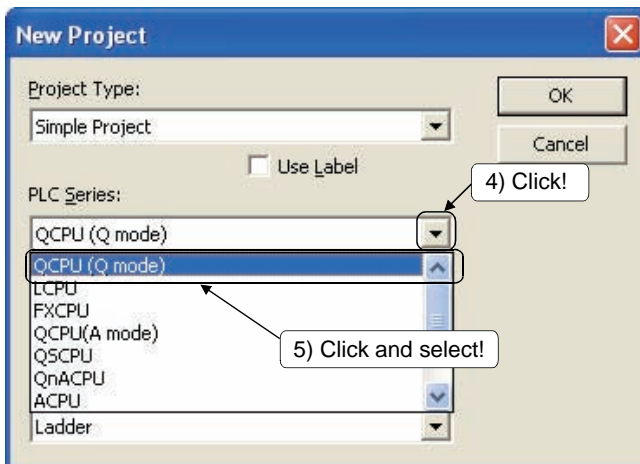 New Project
Project Type:
OK
Simple Project
Cancel
Use Label
4) Click!
PLC Series:
QCPU (Q mode)
QCPU (Q mode)
LCPU
FXCPU
QCPU(A mode)
QSCPU
5) Click and select!
QnACPU
ACPU
Ladder